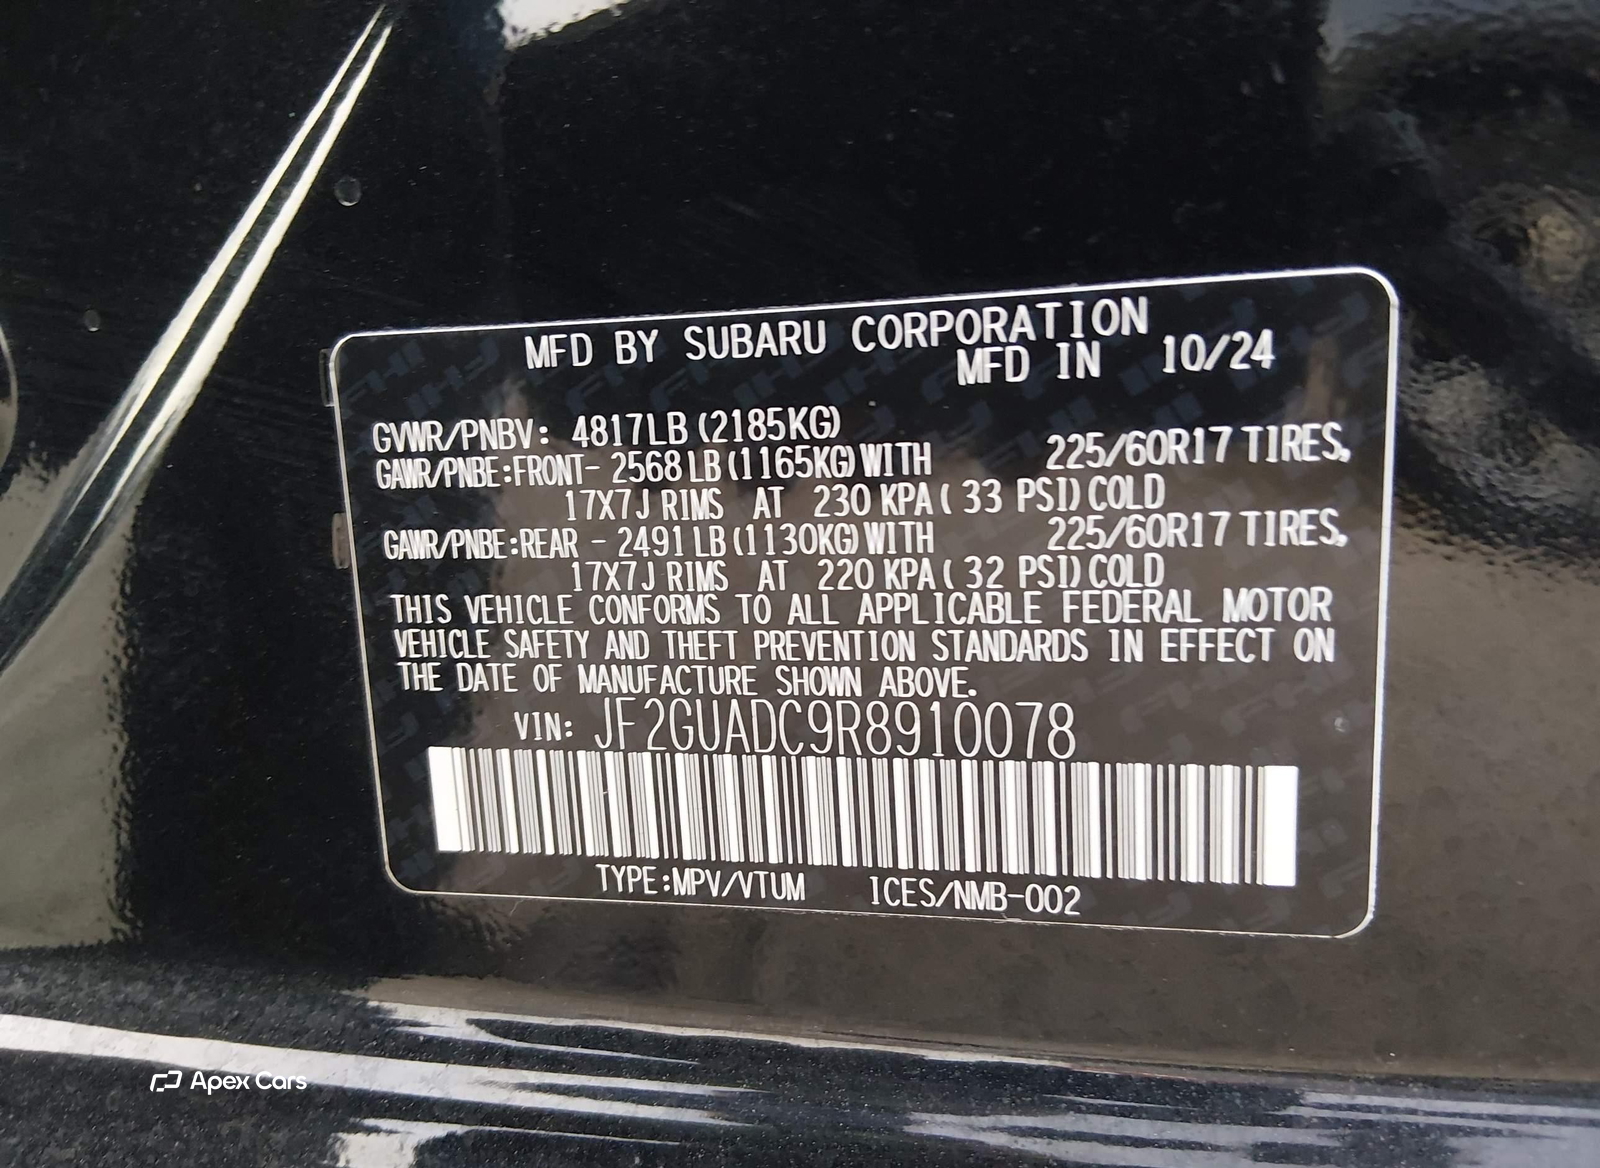 MFD BY SUBARU CORPORATION
MFD IN 10/24
GVWR/PNBV: 4817LB (2185KG)
GAWR/PNBE:FRONT- 2568LB(1165KG)WITH 225/60R17 TIRES,
17X7J RIMS AT 230 KPA( 33 PSI)COLD
GAWR/PNBE:REAR - 2491LB(1130KG)WITH 225/60R17 TIRES,
17X7J RIMS AT 220 KPA( 32 PSI)COLD
THIS VEHICLE CONFORMS TO ALL APPLICABLE FEDERAL MOTOR
VEHICLE SAFETY AND THEFT PREVENTION STANDARDS IN EFFECT ON
THE DATE OF MANUFACTURE SHOWN ABOVE.
VIN: JF2GUADC9R8910078
TYPE:MPV/VTUM ICES/NMB-002
Apex Cars